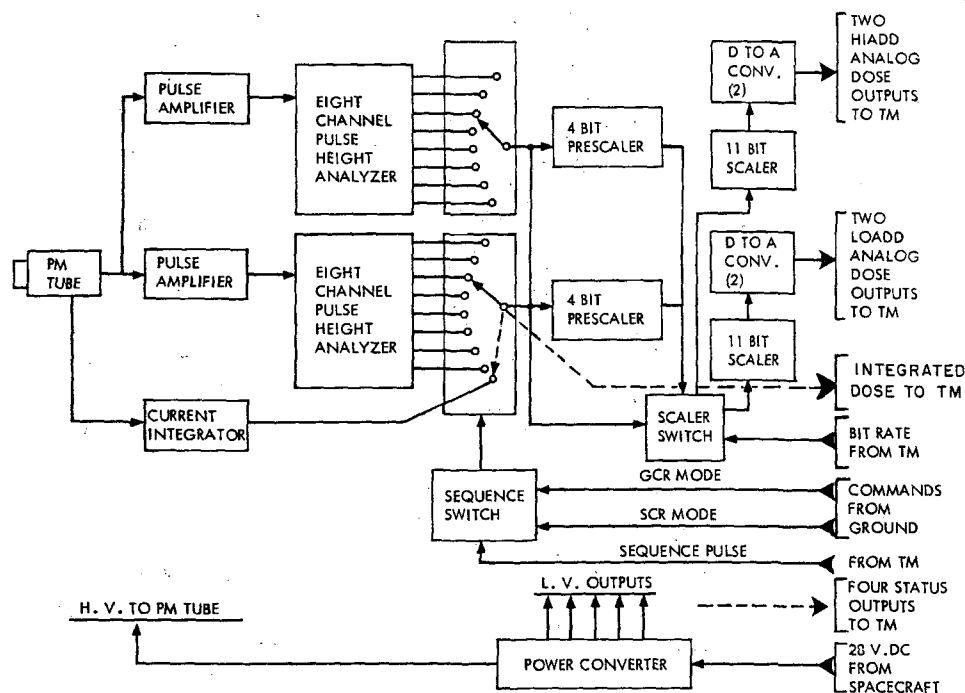 PULSE
AMPLIFIER
EIGHT
CHANNEL
PULSE
HEIGHT
ANALYZER
4 BIT
PRESCALER
D TO A
CONV.
(2)
11 BIT
SCALER
TWO
HIADD
ANALOG
DOSE
OUTPUTS
TO TM
PM
TUBE
PULSE
AMPLIFIER
EIGHT
CHANNEL
PULSE
HEIGHT
ANALYZER
4 BIT
PRESCALER
D TO A
CONV.
(2)
11 BIT
SCALER
TWO
LOADD
ANALOG
DOSE
OUTPUTS
TO TM
INTEGRATED
DOSE TO TM
CURRENT
INTEGRATOR
SCALER
SWITCH
BIT RATE
FROM TM
SEQUENCE
SWITCH
GCR MODE
SCR MODE
COMMANDS
FROM
GROUND
SEQUENCE PULSE
FROM TM
L. V. OUTPUTS
FOUR STATUS
OUTPUTS
TO TM
H. V. TO PM TUBE
POWER CONVERTER
28 V.DC
FROM
SPACECRAFT